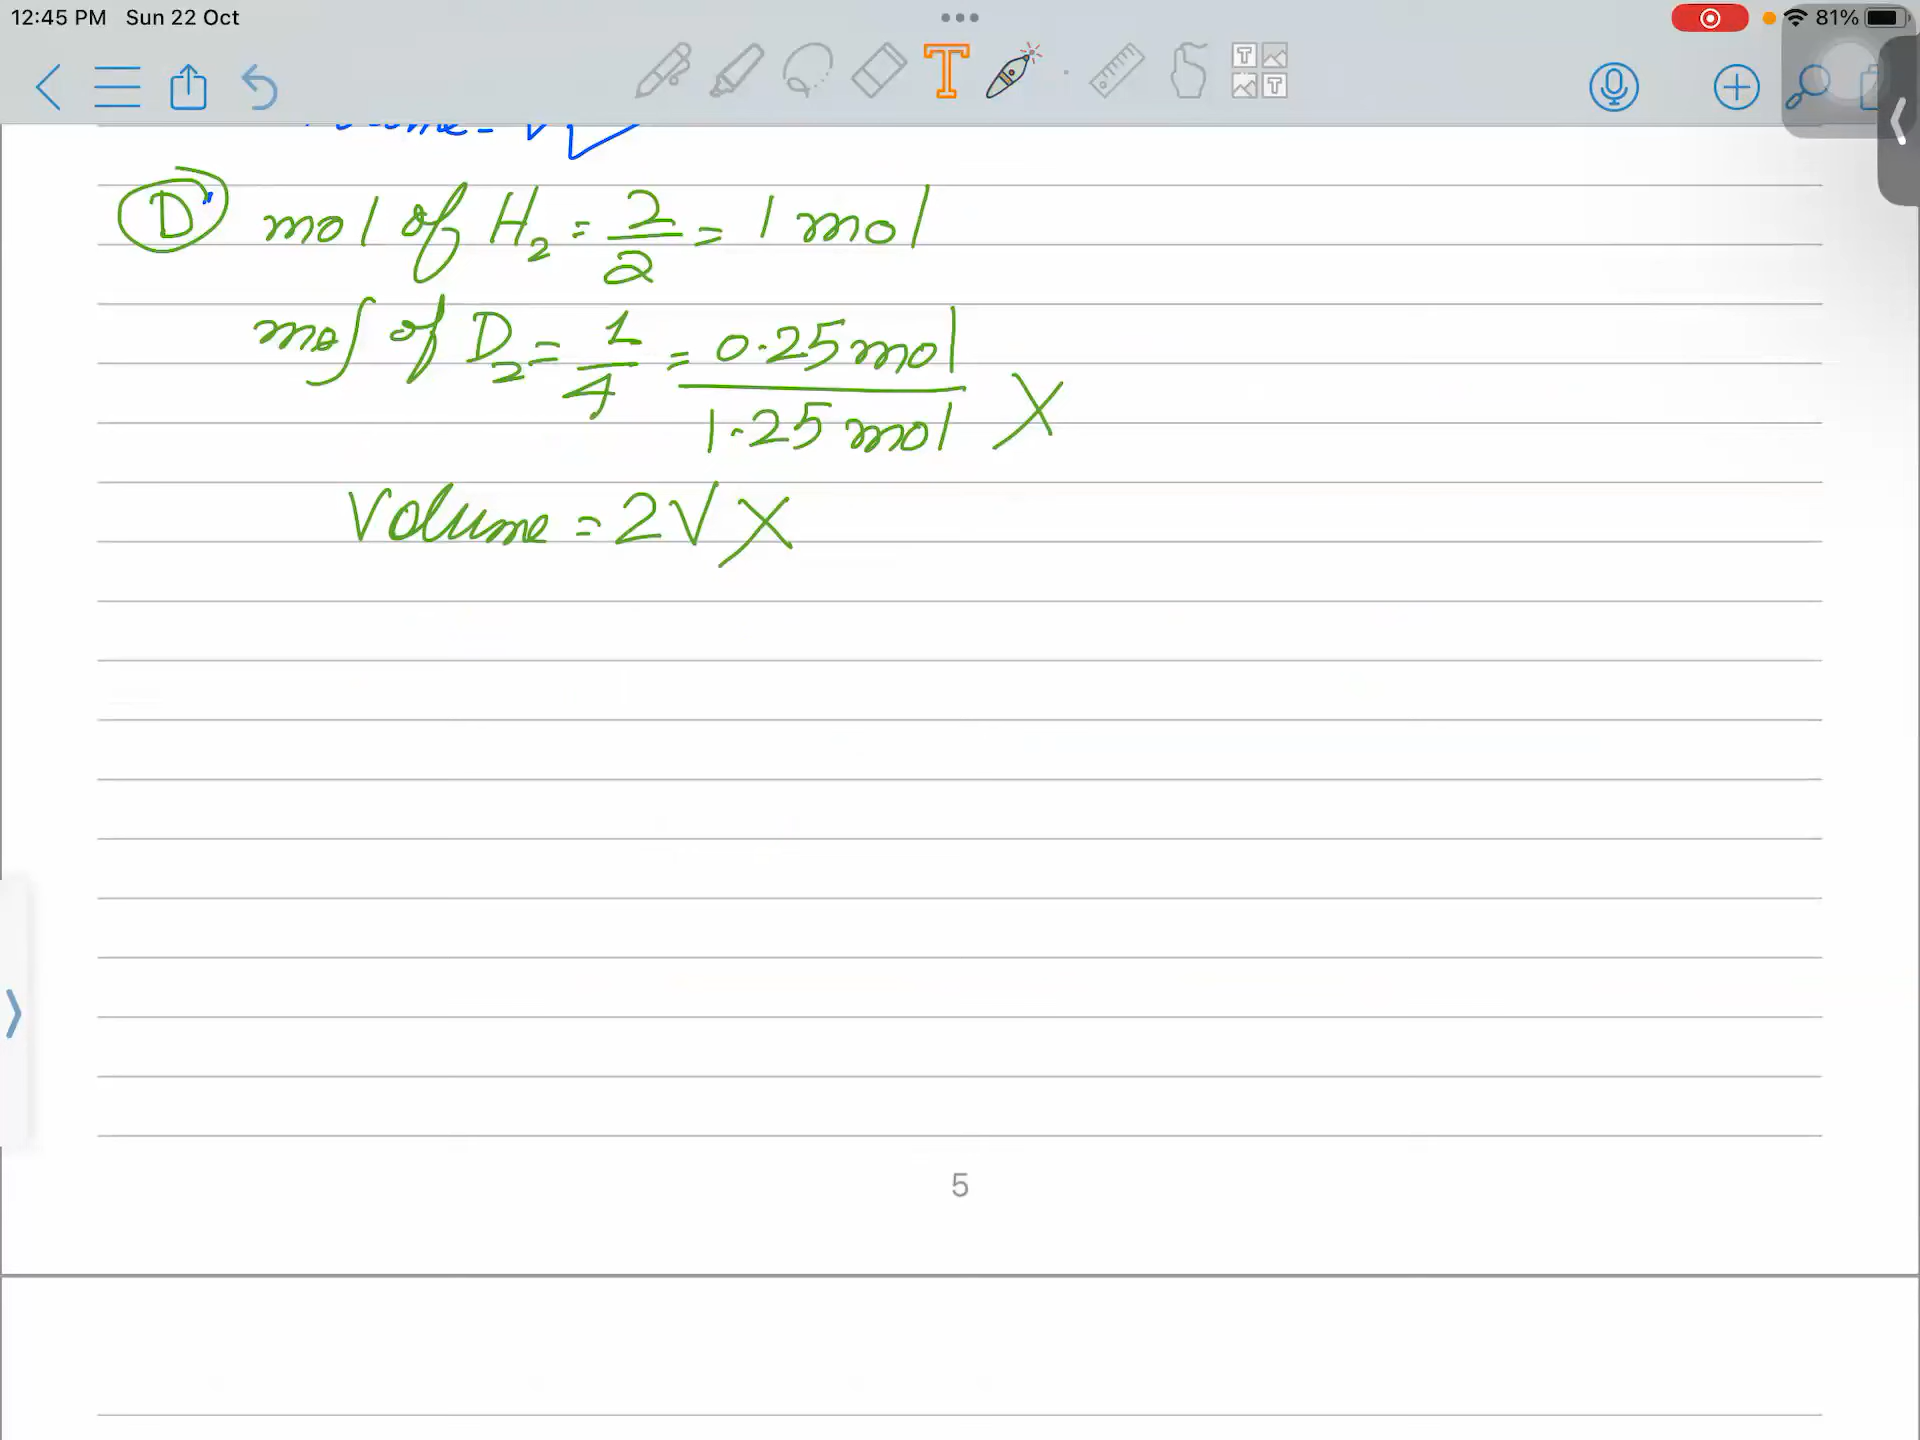 12:45 PM Sun 22 Oct
81%
T
Volume = V
D mol of H₂ = 2/2 = 1 mol
mol of D₂ = 1/4 = 0.25 mol
1.25 mol X
Volume = 2V X
5